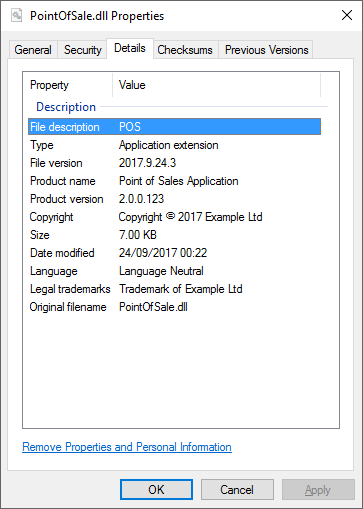 PointOfSale.dll Properties
General Security Details Checksums Previous Versions
Property Value
Description
File description POS
Type Application extension
File version 2017.9.24.3
Product name Point of Sales Application
Product version 2.0.0.123
Copyright Copyright © 2017 Example Ltd
Size 7.00 KB
Date modified 24/09/2017 00:22
Language Language Neutral
Legal trademarks Trademark of Example Ltd
Original filename PointOfSale.dll
Remove Properties and Personal Information
OK Cancel Apply